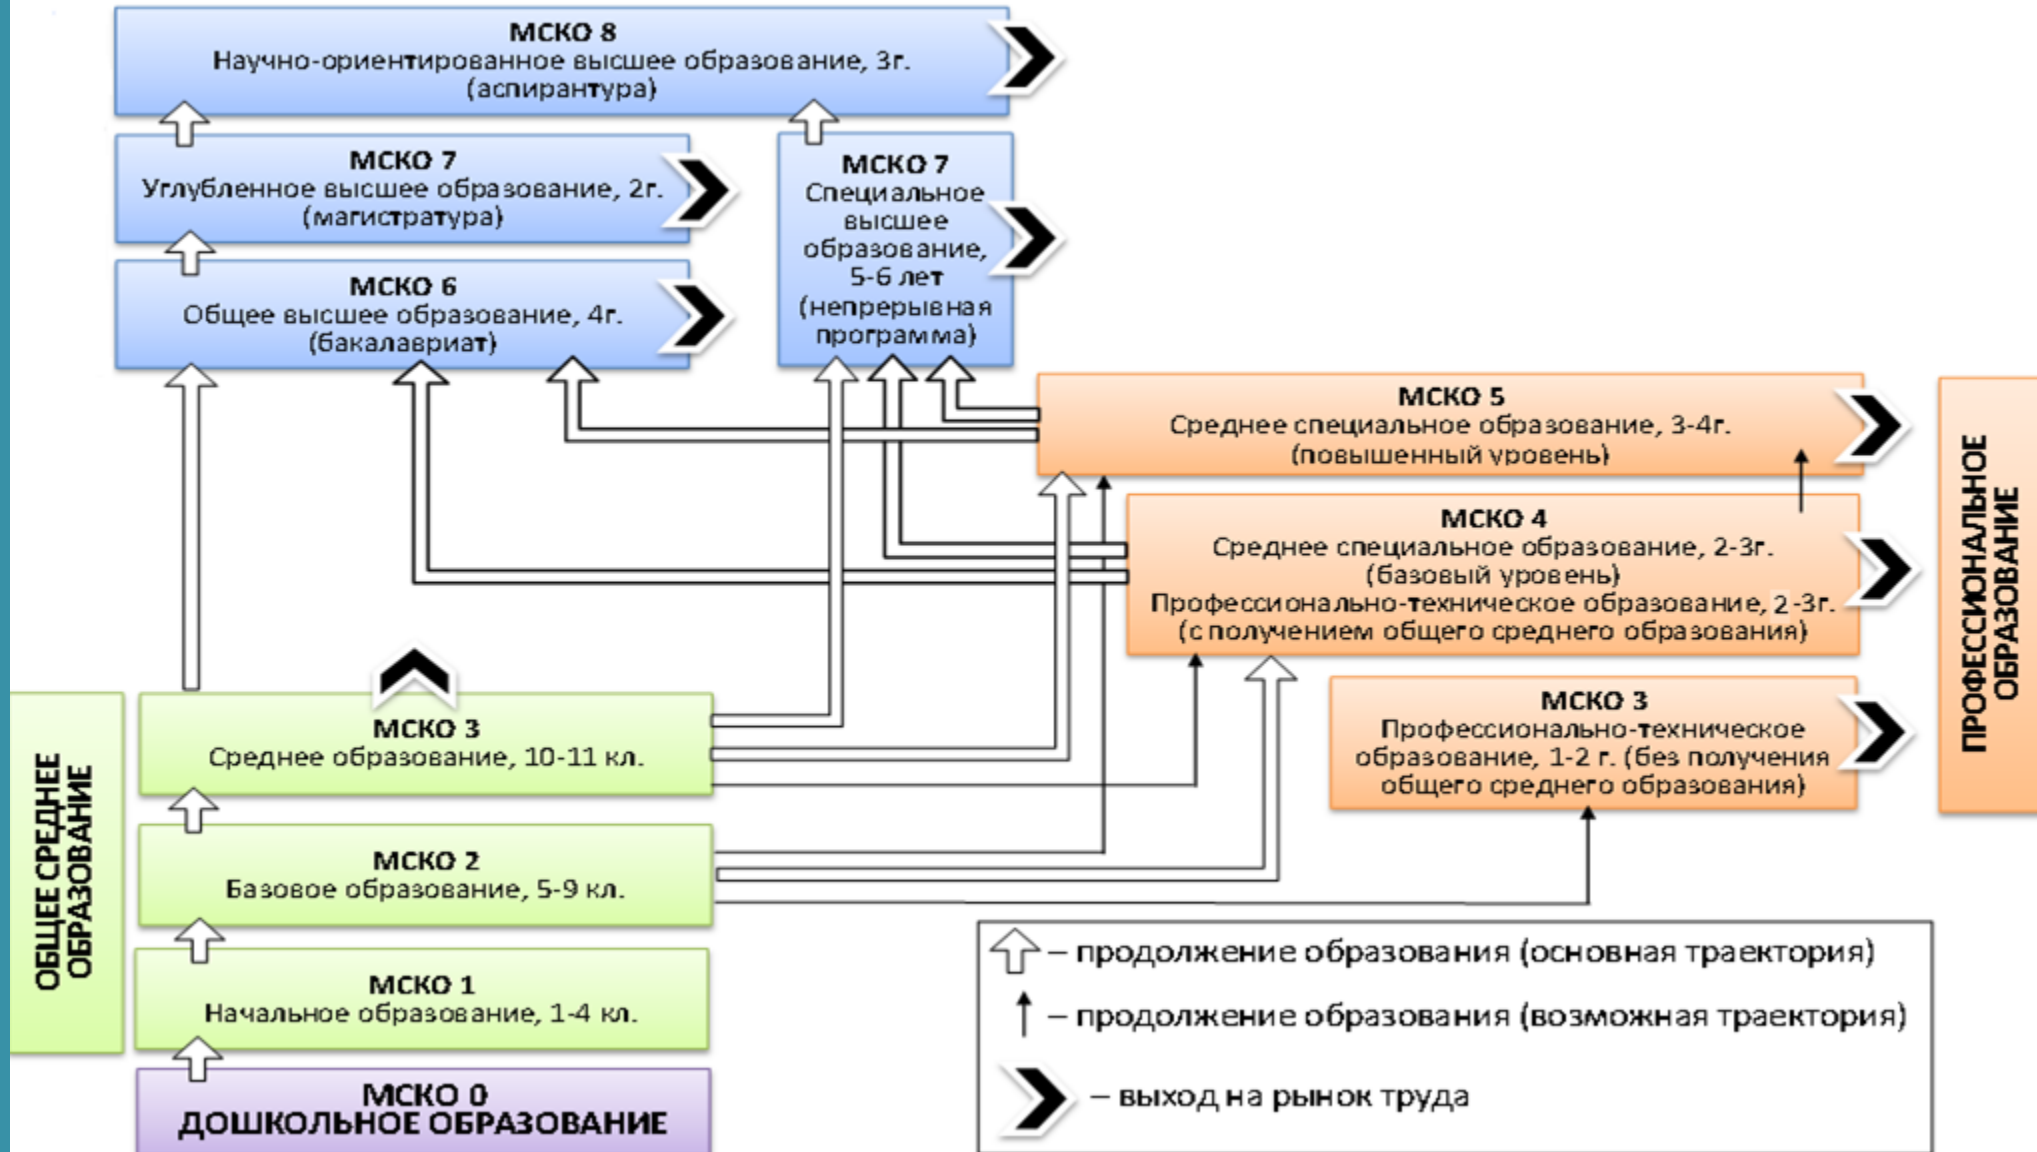 МСКО 8
Научно-ориентированное высшее образование, 3г.
(аспирантура)
МСКО 7
Углубленное высшее образование, 2г.
(магистратура)
МСКО 7
Специальное
высшее
образование,
5-6 лет
(непрерывная
программа)
МСКО 6
Общее высшее образование, 4г.
(бакалавриат)
МСКО 5
Среднее специальное образование, 3-4г.
(повышенный уровень)
МСКО 4
Среднее специальное образование, 2-3г.
(базовый уровень)
Профессионально-техническое образование, 2-3г.
(с получением общего среднего образования)
МСКО 3
Профессионально-техническое
образование, 1-2 г. (без получения
общего среднего образования)
ПРОФЕССИОНАЛЬНОЕ
ОБРАЗОВАНИЕ
ОБЩЕЕ СРЕДНЕЕ
ОБРАЗОВАНИЕ
МСКО 3
Среднее образование, 10-11 кл.
МСКО 2
Базовое образование, 5-9 кл.
МСКО 1
Начальное образование, 1-4 кл.
МСКО 0
ДОШКОЛЬНОЕ ОБРАЗОВАНИЕ
– продолжение образования (основная траектория)
– продолжение образования (возможная траектория)
– выход на рынок труда